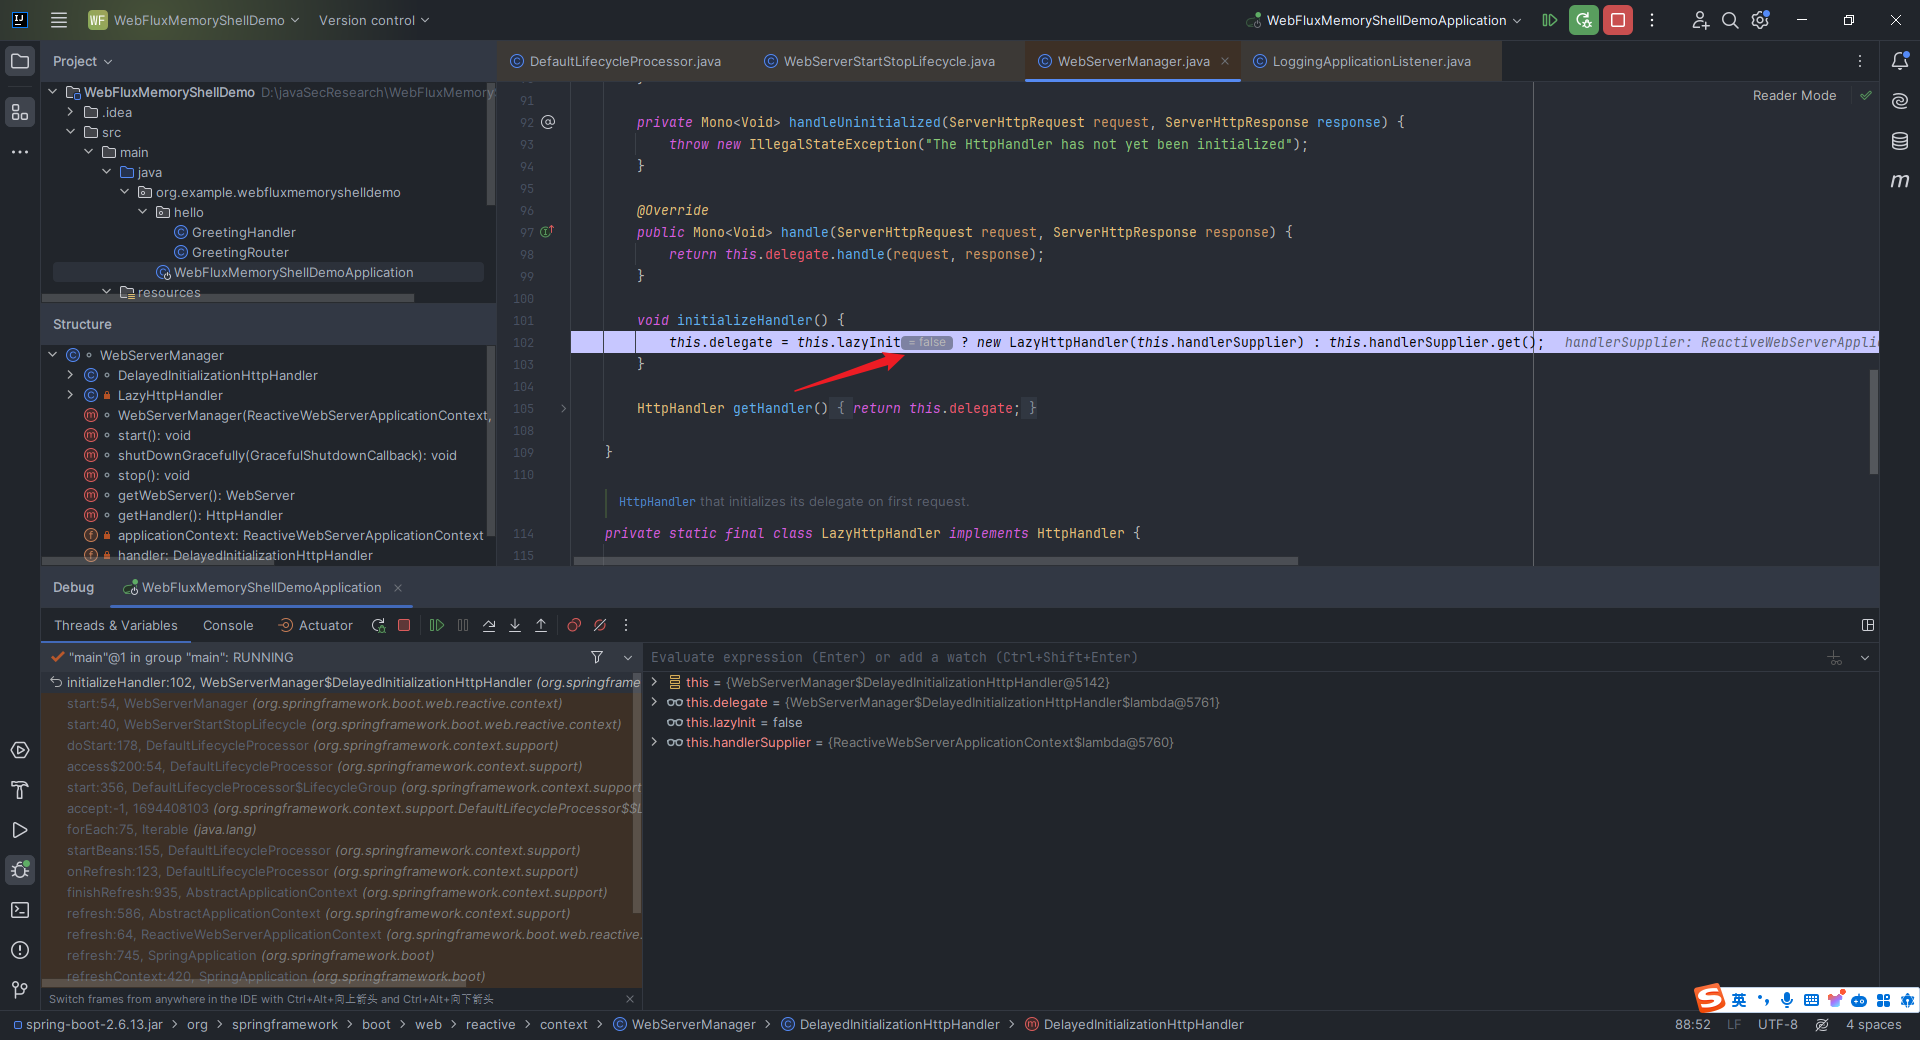 WF WebFluxMemoryShellDemo Version control WebFluxMemoryShellDemoApplication
Project
DefaultLifecycleProcessor.java WebServerStartStopLifecycle.java WebServerManager.java LoggingApplicationListener.java
Reader Mode
WebFluxMemoryShellDemo D:\javaSecResearch\WebFluxMemory
.idea
src
main
java
org.example.webfluxmemoryshelldemo
hello
GreetingHandler
GreetingRouter
WebFluxMemoryShellDemoApplication
resources
Structure
WebServerManager
DelayedInitializationHttpHandler
LazyHttpHandler
WebServerManager(ReactiveWebServerApplicationContext,
start(): void
shutDownGracefully(GracefulShutdownCallback): void
stop(): void
getWebServer(): WebServer
getHandler(): HttpHandler
applicationContext: ReactiveWebServerApplicationContext
handler: DelayedInitializationHttpHandler
91
92 @ private Mono<Void> handleUninitialized(ServerHttpRequest request, ServerHttpResponse response) {
93 throw new IllegalStateException("The HttpHandler has not yet been initialized");
94 }
95
96 @Override
97 public Mono<Void> handle(ServerHttpRequest request, ServerHttpResponse response) {
98 return this.delegate.handle(request, response);
99 }
100
101 void initializeHandler() {
102 this.delegate = this.lazyInit = false ? new LazyHttpHandler(this.handlerSupplier) : this.handlerSupplier.get(); handlerSupplier: ReactiveWebServerAppli
103 }
104
105 HttpHandler getHandler() { return this.delegate; }
108
109 }
110
HttpHandler that initializes its delegate on first request.
114 private static final class LazyHttpHandler implements HttpHandler {
115
Debug WebFluxMemoryShellDemoApplication
Threads & Variables Console Actuator
"main"@1 in group "main": RUNNING
Evaluate expression (Enter) or add a watch (Ctrl+Shift+Enter)
initializeHandler:102, WebServerManager$DelayedInitializationHttpHandler (org.springframe
start:54, WebServerManager (org.springframework.boot.web.reactive.context)
start:40, WebServerStartStopLifecycle (org.springframework.boot.web.reactive.context)
doStart:178, DefaultLifecycleProcessor (org.springframework.context.support)
access$200:54, DefaultLifecycleProcessor (org.springframework.context.support)
start:356, DefaultLifecycleProcessor$LifecycleGroup (org.springframework.context.support
accept:-1, 1694408103 (org.springframework.context.support.DefaultLifecycleProcessor$$L
forEach:75, Iterable (java.lang)
startBeans:155, DefaultLifecycleProcessor (org.springframework.context.support)
onRefresh:123, DefaultLifecycleProcessor (org.springframework.context.support)
finishRefresh:935, AbstractApplicationContext (org.springframework.context.support)
refresh:586, AbstractApplicationContext (org.springframework.context.support)
refresh:64, ReactiveWebServerApplicationContext (org.springframework.boot.web.reactive.
refresh:745, SpringApplication (org.springframework.boot)
refreshContext:420, SpringApplication (org.springframework.boot)
this = {WebServerManager$DelayedInitializationHttpHandler@5142}
this.delegate = {WebServerManager$DelayedInitializationHttpHandler$lambda@5761}
this.lazyInit = false
this.handlerSupplier = {ReactiveWebServerApplicationContext$lambda@5760}
Switch frames from anywhere in the IDE with Ctrl+Alt+向上箭头 and Ctrl+Alt+向下箭头
英
spring-boot-2.6.13.jar org springframework boot web reactive context WebServerManager DelayedInitializationHttpHandler DelayedInitializationHttpHandler
88:52 LF UTF-8 4 spaces